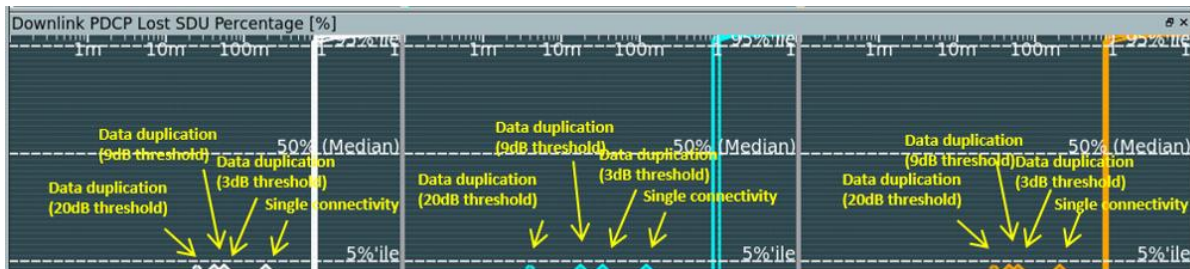 Downlink PDCP Lost SDU Percentage [%]
1m 10m 100m 1 1
95%'ile
50% (Median)
Data duplication
(9dB threshold)
Data duplication
(3dB threshold)
Data duplication
(20dB threshold)
Single connectivity
5%'ile
1m 10m 100m 1 1
95%'ile
Data duplication
(9dB threshold)
50% (Median)
Data duplication
(3dB threshold)
Data duplication
(20dB threshold)
Single connectivity
5%'ile
1m 10m 100m 1
95%'ile
Data duplication
(9dB threshold)
50% (Median)
Data duplication
(3dB threshold)
Data duplication
(20dB threshold)
Single connectivity
5%'ile